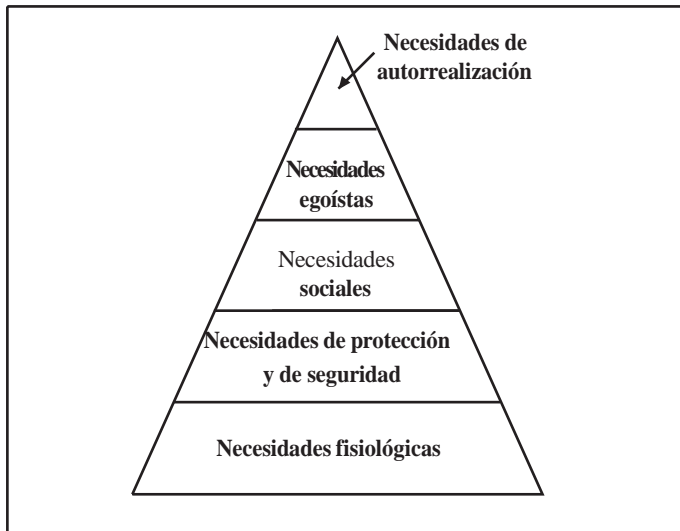 Necesidades de
autorrealización
Necesidades
egoístas
Necesidades
sociales
Necesidades de protección
y de seguridad
Necesidades fisiológicas